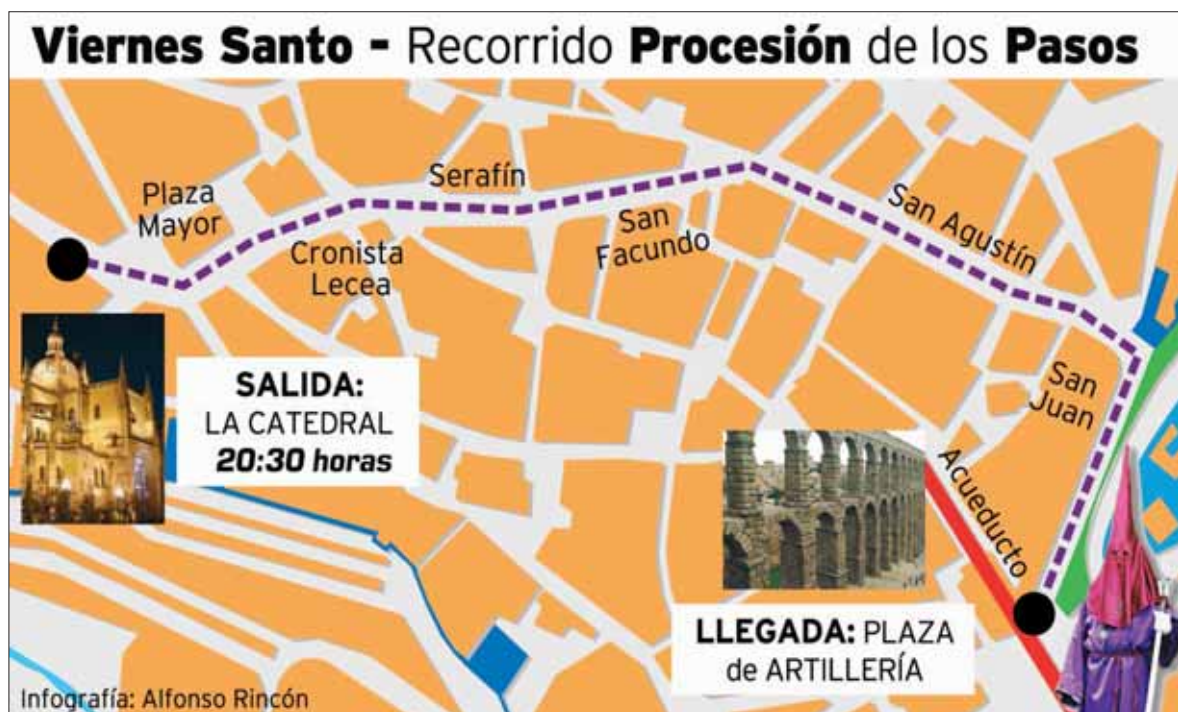 Viernes Santo - Recorrido Procesión de los Pasos
Plaza
Mayor
Serafín
Cronista
Lecea
San
Facundo
San Agustín
San
Juan
Acueducto
SALIDA:
LA CATEDRAL
20:30 horas
LLEGADA: PLAZA
de ARTILLERÍA
Infografía: Alfonso Rincón